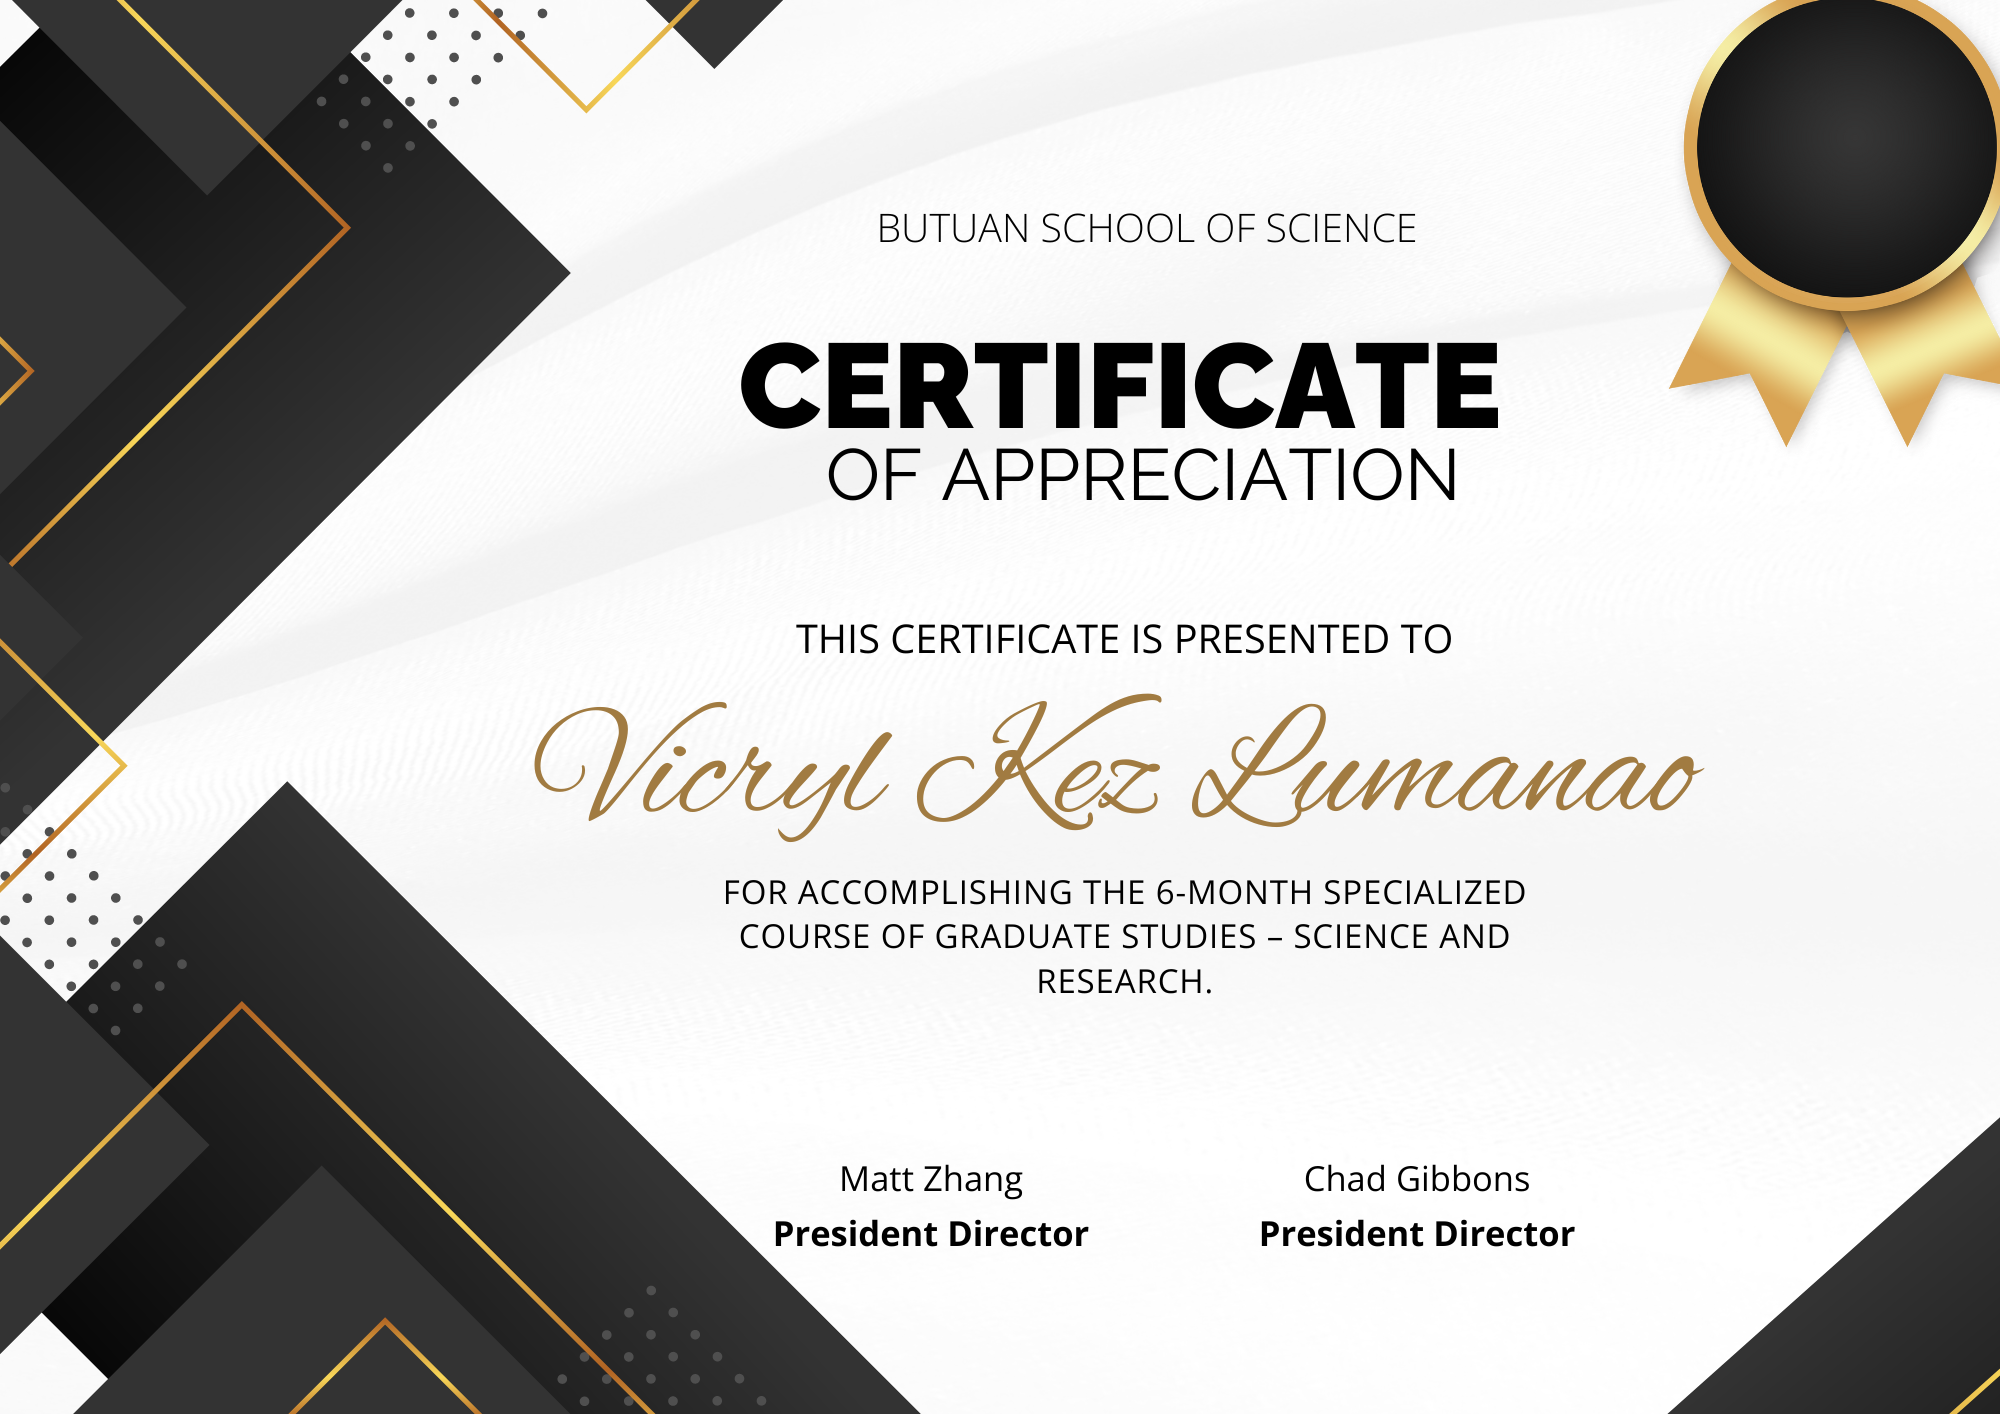 BUTUAN SCHOOL OF SCIENCE
CERTIFICATE
OF APPRECIATION
THIS CERTIFICATE IS PRESENTED TO
Vicryl Kez Lumanao
FOR ACCOMPLISHING THE 6-MONTH SPECIALIZED
COURSE OF GRADUATE STUDIES – SCIENCE AND
RESEARCH.
Matt Zhang
President Director
Chad Gibbons
President Director